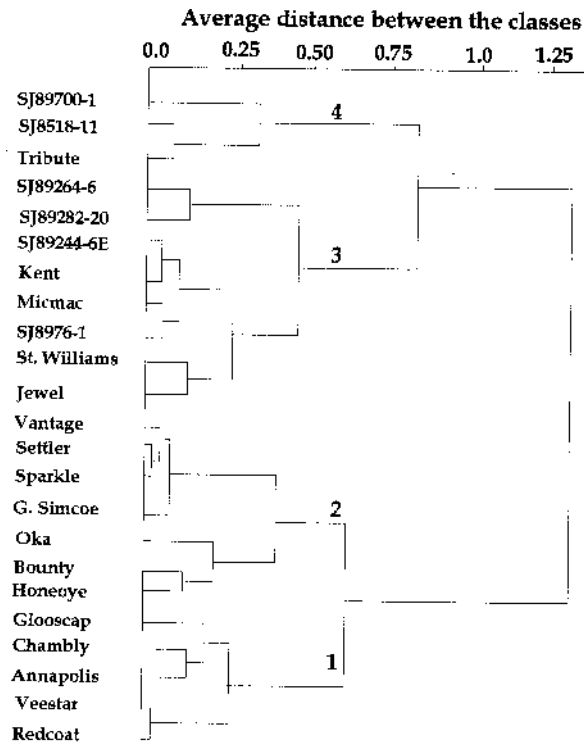 Average distance between the classes
0.0 0.25 0.50 0.75 1.0 1.25
SJ89700-1
4
SJ8518-11
Tribute
SJ89264-6
SJ89282-20
SJ89244-6E
3
Kent
Micmac
SJ8976-1
St. Williams
Jewel
Vantage
Settler
Sparkle
G. Simcoe
2
Oka
Bounty
Honeoye
Glooscap
Chambly
1
Annapolis
Veestar
Redcoat